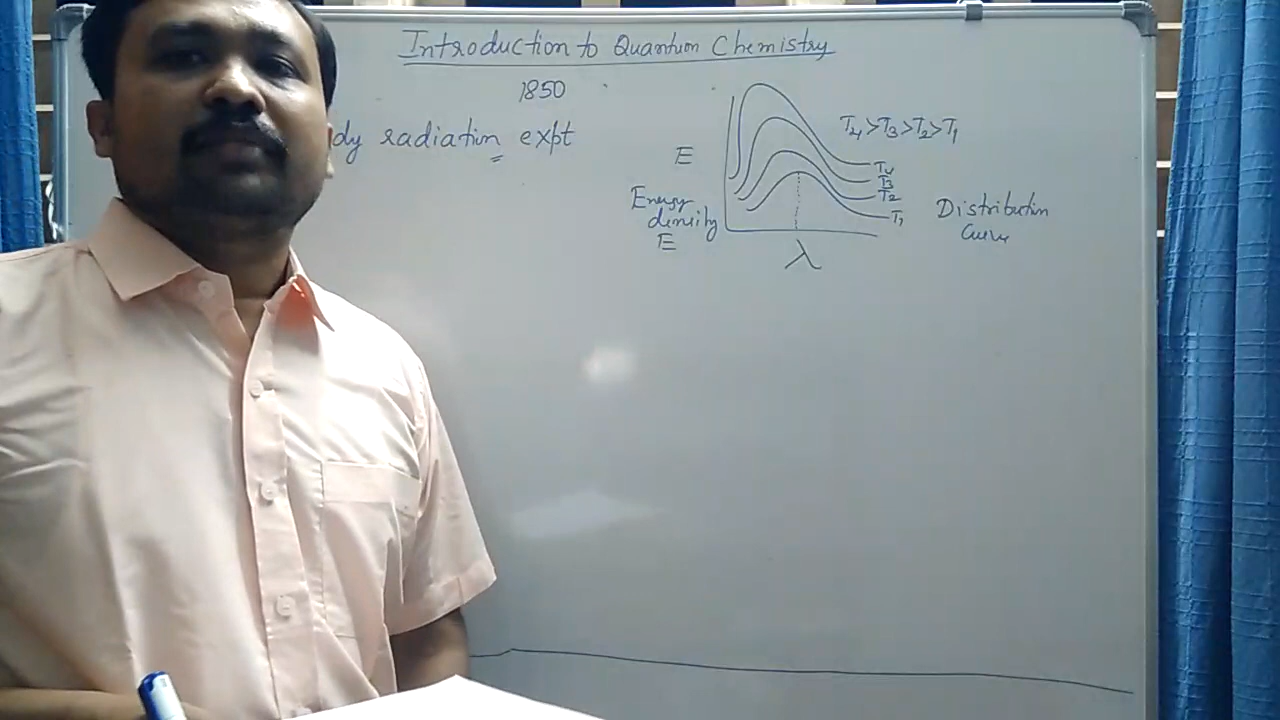 Introduction to Quantum Chemistry
1850
dy radiation expt
E
T4 >T3 >T2 >T1
T4
T3
T2
T1
Energy
density
E
λ
Distribution
Curve